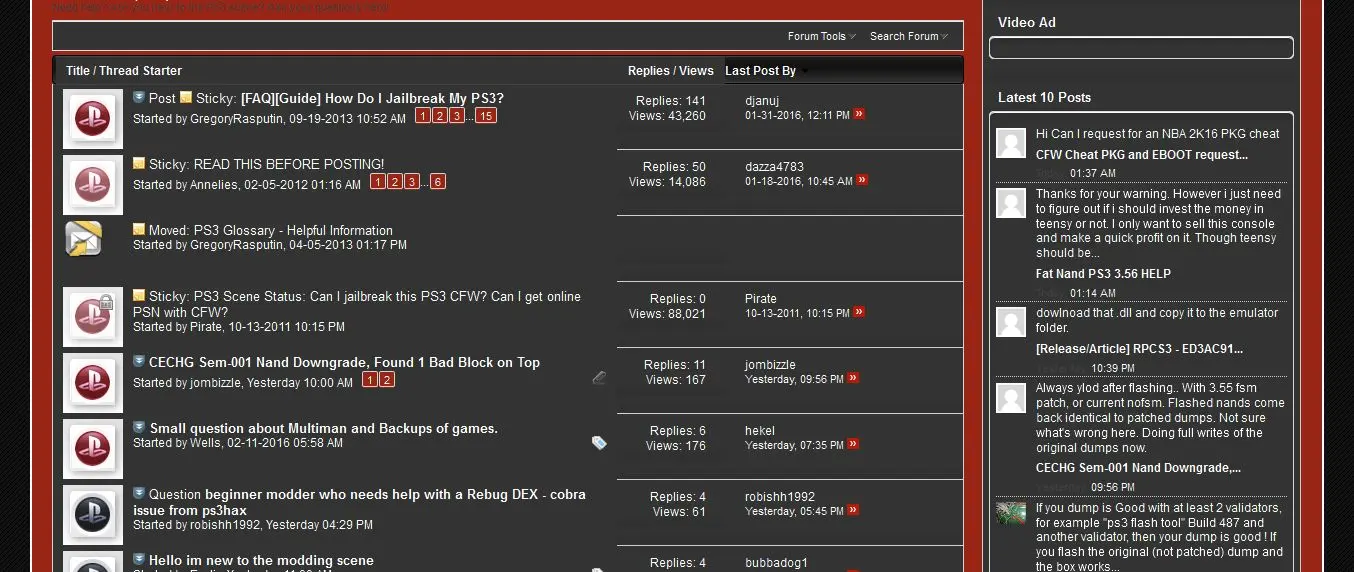 Forum Tools
Search Forum
Title / Thread Starter
Replies / Views
Last Post By
Post Sticky: [FAQ][Guide] How Do I Jailbreak My PS3?
Started by GregoryRasputin, 09-19-2013 10:52 AM 1 2 3 ... 15
Replies: 141
Views: 43,260
djanuj
01-31-2016, 12:11 PM
Sticky: READ THIS BEFORE POSTING!
Started by Annelies, 02-05-2012 01:16 AM 1 2 3 ... 6
Replies: 50
Views: 14,086
dazza4783
01-18-2016, 10:45 AM
Moved: PS3 Glossary - Helpful Information
Started by GregoryRasputin, 04-05-2013 01:17 PM
Sticky: PS3 Scene Status: Can I jailbreak this PS3 CFW? Can I get online
PSN with CFW?
Started by Pirate, 10-13-2011 10:15 PM
Replies: 0
Views: 88,021
Pirate
10-13-2011, 10:15 PM
CECHG Sem-001 Nand Downgrade, Found 1 Bad Block on Top
Started by jombizzle, Yesterday 10:00 AM 1 2
Replies: 11
Views: 167
jombizzle
Yesterday, 09:56 PM
Small question about Multiman and Backups of games.
Started by Wells, 02-11-2016 05:58 AM
Replies: 6
Views: 176
hekel
Yesterday, 07:35 PM
Question beginner modder who needs help with a Rebug DEX - cobra
issue from ps3hax
Started by robishh1992, Yesterday 04:29 PM
Replies: 4
Views: 61
robishh1992
Yesterday, 05:45 PM
Hello im new to the modding scene
Replies: 4
bubbadog1
Video Ad
Latest 10 Posts
Hi Can I request for an NBA 2K16 PKG cheat
CFW Cheat PKG and EBOOT request...
Today 01:37 AM
Thanks for your warning. However i just need
to figure out if i should invest the money in
teensy or not. I only want to sell this console
and make a quick profit on it. Though teensy
should be...
Fat Nand PS3 3.56 HELP
Today 01:14 AM
dowlnoad that .dll and copy it to the emulator
folder.
[Release/Article] RPCS3 - ED3AC91...
Yesterday 10:39 PM
Always ylod after flashing.. With 3.55 fsm
patch, or current nofsm. Flashed nands come
back identical to patched dumps. Not sure
what's wrong here. Doing full writes of the
original dumps now.
CECHG Sem-001 Nand Downgrade,...
Yesterday 09:56 PM
If you dump is Good with at least 2 validators,
for example "ps3 flash tool" Build 487 and
another validator, then your dump is good ! If
you flash the original (not patched) dump and
the box works...